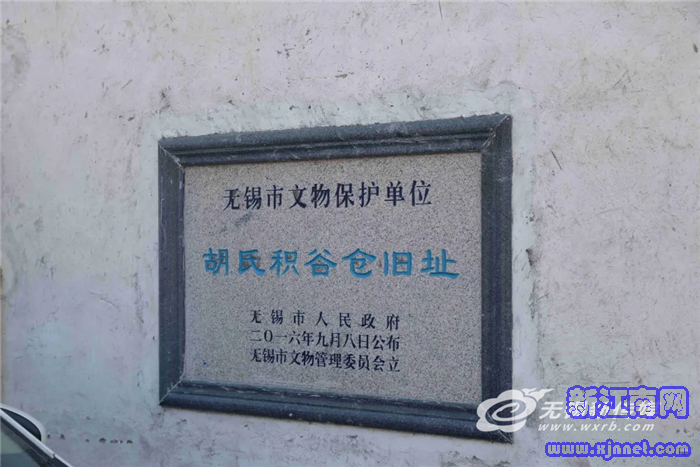 无锡市文物保护单位
胡氏积谷仓旧址
无锡市人民政府
二〇一六年九月八日公布
无锡市文物管理委员会立
www.wxrb.com
新江南网
www.xjnnet.com